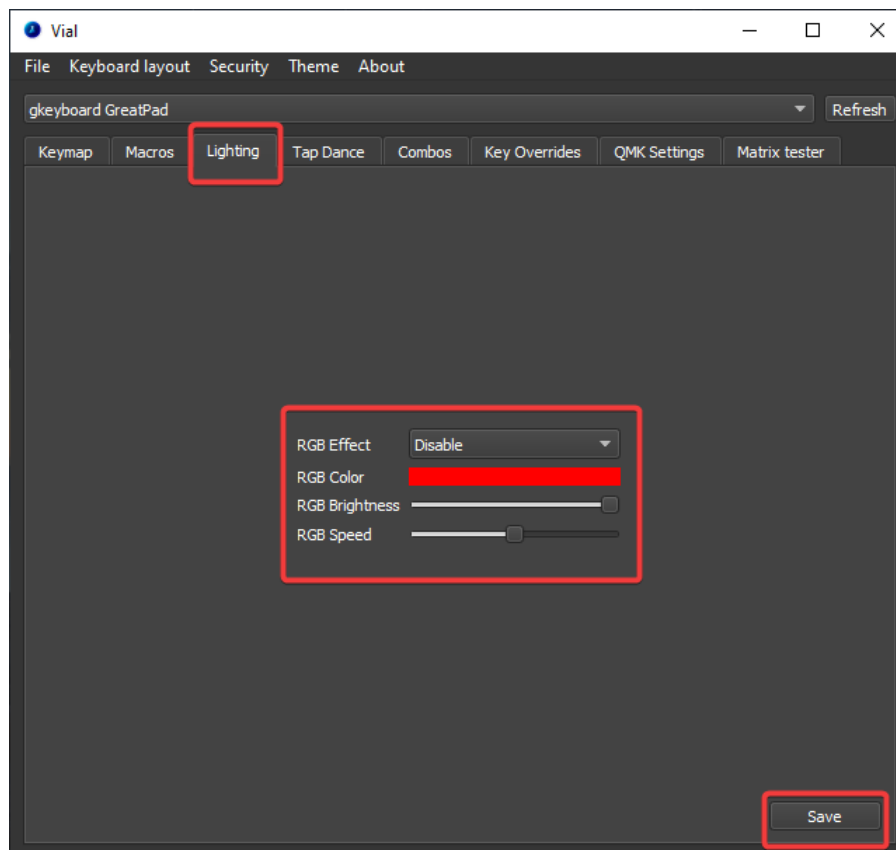 Vial
File Keyboard layout Security Theme About
gkeyboard GreatPad Refresh
Keymap Macros Lighting Tap Dance Combos Key Overrides QMK Settings Matrix tester
RGB Effect Disable
RGB Color
RGB Brightness
RGB Speed
Save